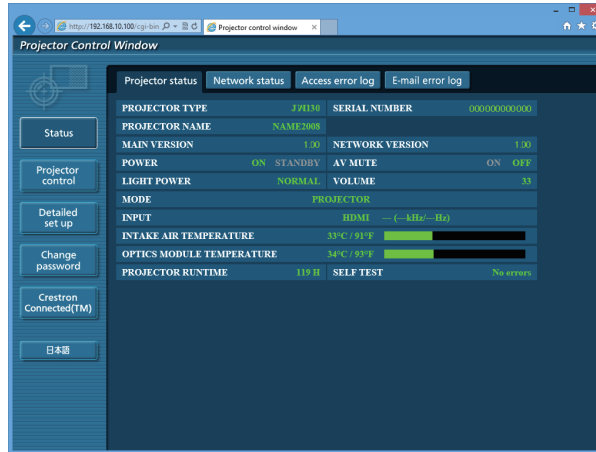 http://192.168.10.100/cgi-bin
Projector control window
Projector Control Window
Projector status Network status Access error log E-mail error log
PROJECTOR TYPE SERIAL NUMBER 000000000000
PROJECTOR NAME NAME2008
MAIN VERSION 1.00 NETWORK VERSION 1.00
POWER ON STANDBY AV MUTE ON OFF
LIGHT POWER NORMAL VOLUME 33
MODE PROJECTOR
INPUT HDMI — (—kHz/—Hz)
INTAKE AIR TEMPERATURE 33°C / 91°F
OPTICS MODULE TEMPERATURE 34°C / 93°F
PROJECTOR RUNTIME 119 H SELF TEST No errors
Status
Projector
control
Detailed
set up
Change
password
Crestron
Connected(TM)
日本語